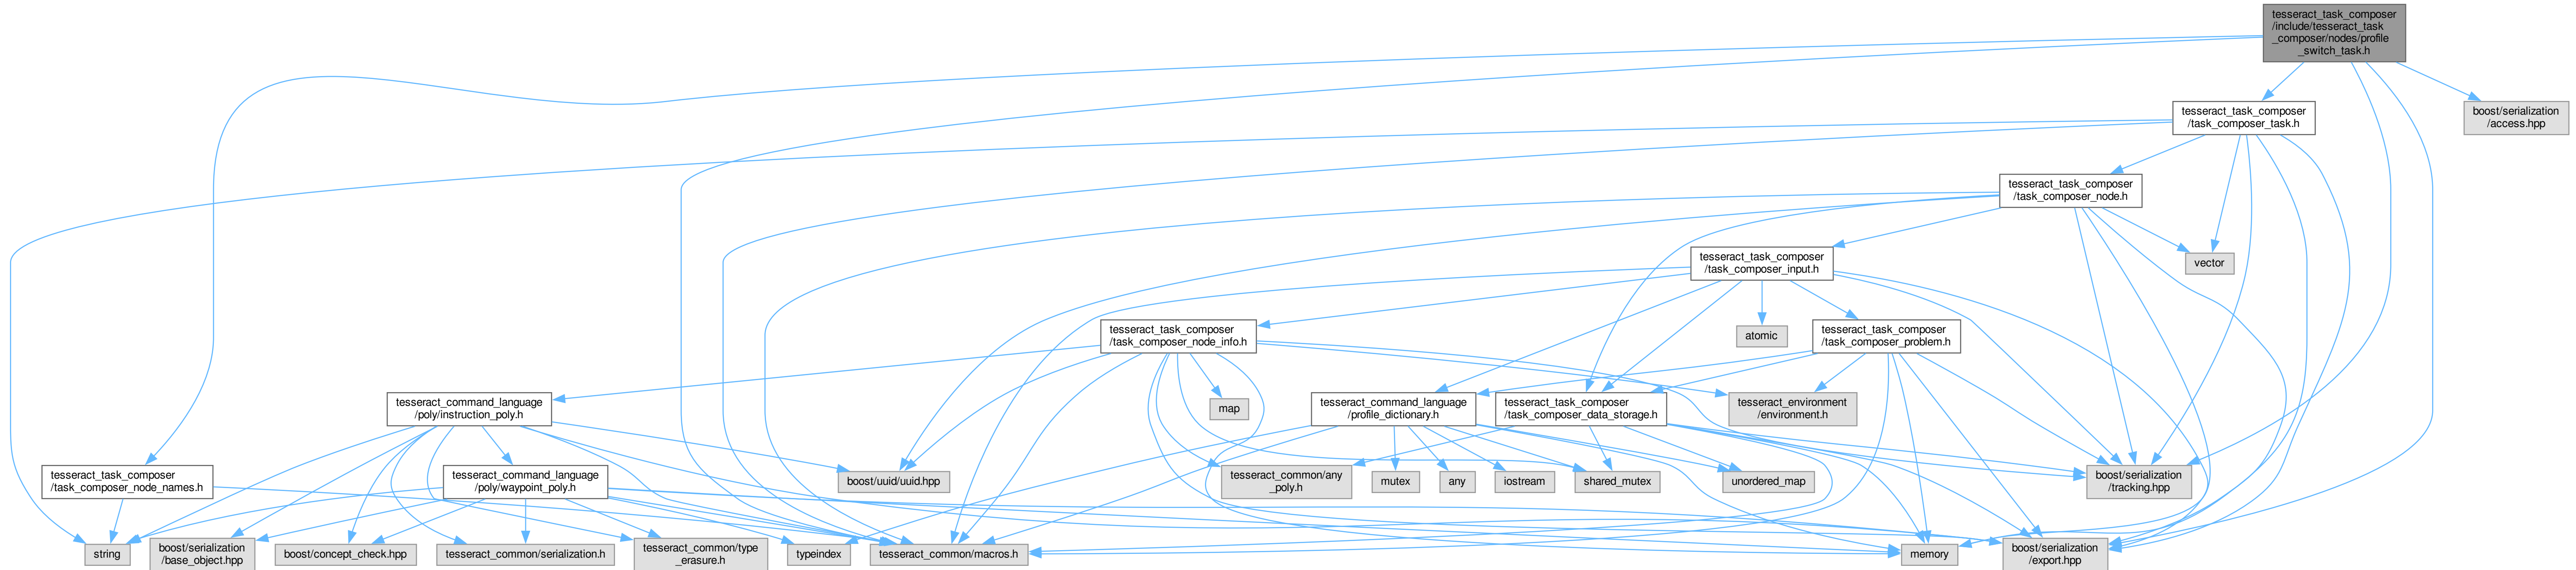 tesseract_task_composer
/include/tesseract_task
_composer/nodes/profile
_switch_task.h
tesseract_task_composer
/task_composer_task.h
boost/serialization
/access.hpp
tesseract_task_composer
/task_composer_node.h
vector
tesseract_task_composer
/task_composer_input.h
tesseract_task_composer
/task_composer_node_info.h
atomic
tesseract_task_composer
/task_composer_problem.h
tesseract_command_language
/poly/instruction_poly.h
map
tesseract_command_language
/profile_dictionary.h
tesseract_task_composer
/task_composer_data_storage.h
tesseract_environment
/environment.h
tesseract_task_composer
/task_composer_node_names.h
tesseract_command_language
/poly/waypoint_poly.h
boost/uuid/uuid.hpp
tesseract_common/any
_poly.h
mutex
any
iostream
shared_mutex
unordered_map
boost/serialization
/tracking.hpp
string
boost/serialization
/base_object.hpp
boost/concept_check.hpp
tesseract_common/serialization.h
tesseract_common/type
_erasure.h
typeindex
tesseract_common/macros.h
memory
boost/serialization
/export.hpp